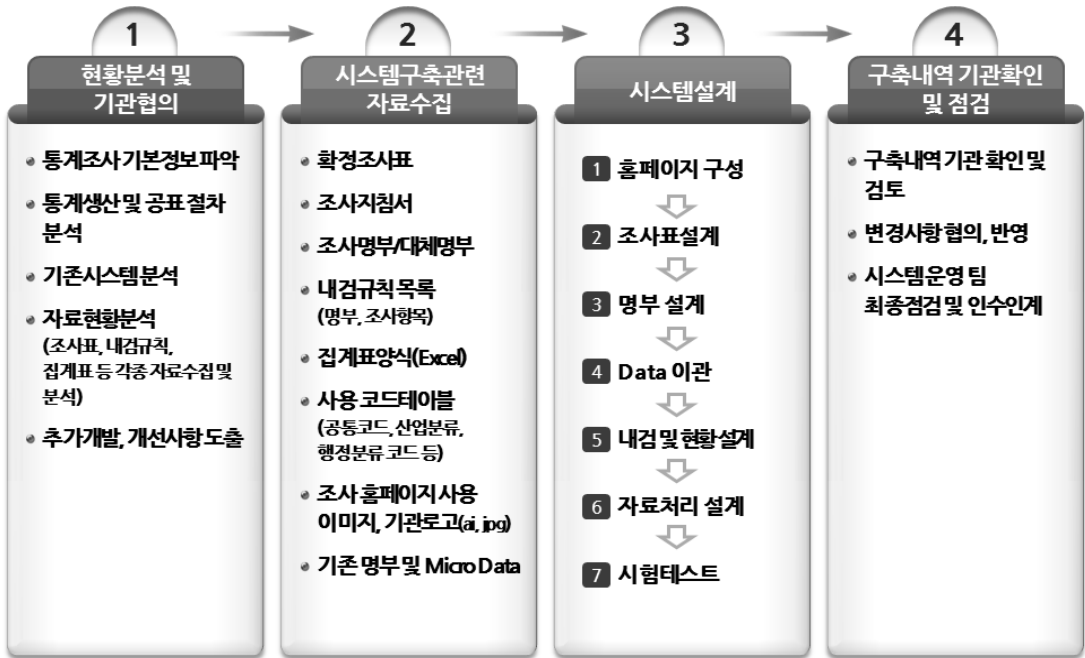 1
현황분석 및
기관협의
통계조사 기본정보 파악
통계생산 및 공표 절차
분석
기존시스템 분석
자료현황분석
(조사표, 내검규칙,
집계표 등 각종 자료수집 및
분석)
추가개발, 개선사항 도출
2
시스템구축관련
자료수집
확정조사표
조사지침서
조사명부/대체명부
내검규칙 목록
(명부, 조사항목)
집계표양식(Excel)
사용 코드테이블
(공통코드, 산업분류,
행정분류 코드 등)
조사 홈페이지 사용
이미지, 기관로고(ai, jpg)
기존 명부 및 Micro Data
3
시스템설계
1 홈페이지 구성
2 조사표설계
3 명부 설계
4 Data 이관
5 내검 및 현황 설계
6 자료처리 설계
7 시험테스트
4
구축내역 기관확인
및 점검
구축내역 기관 확인 및
검토
변경사항 협의, 반영
시스템 운영 팀
최종점검 및 인수인계